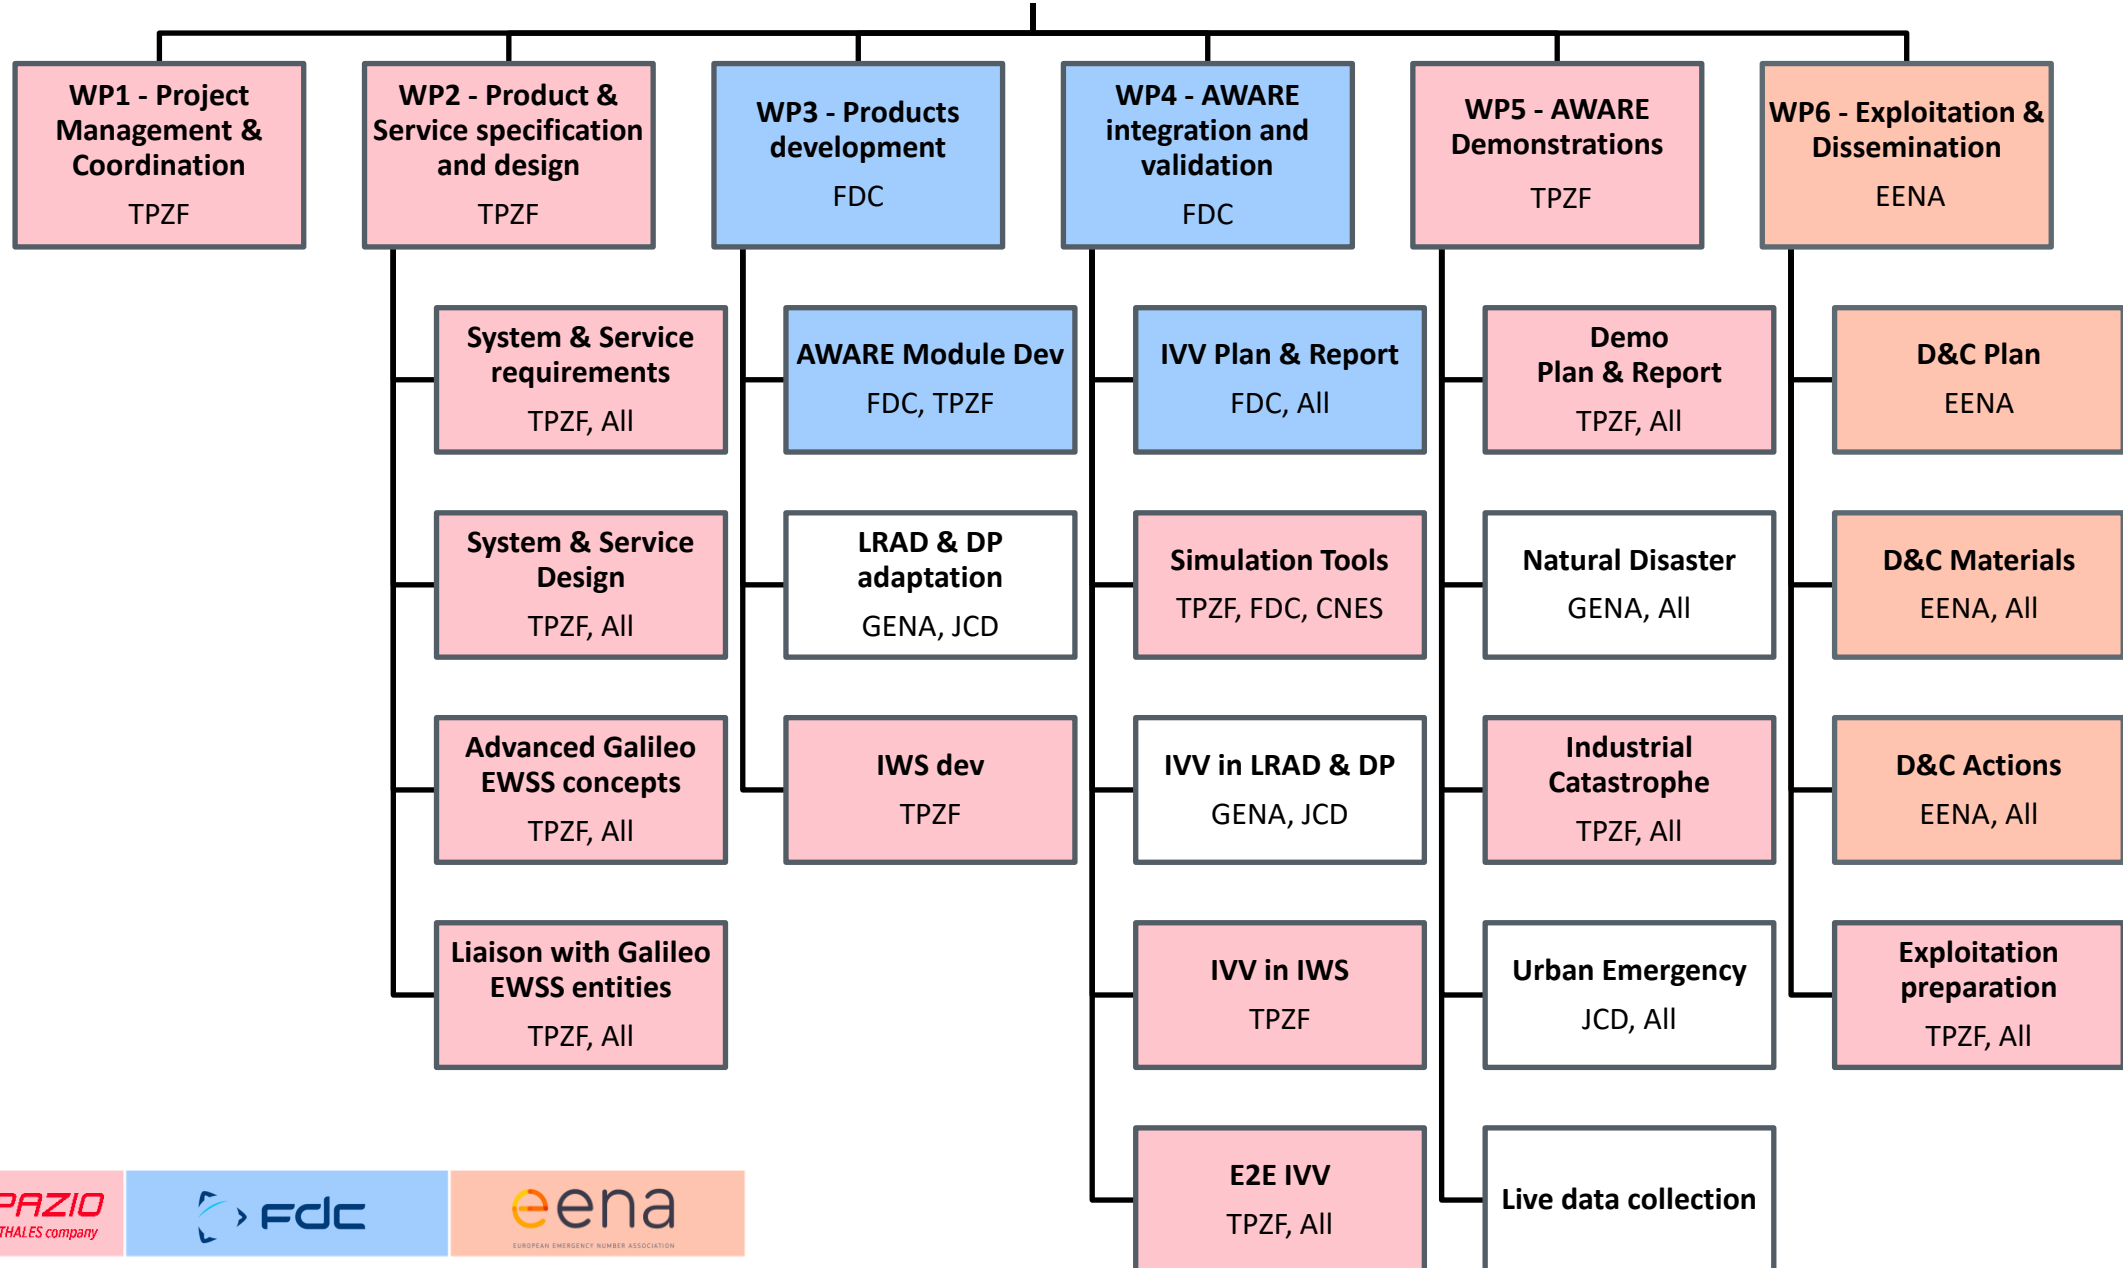 WP1 - Project
Management &
Coordination
TPZF
WP2 - Product &
Service specification
and design
TPZF
WP3 - Products
development
FDC
WP4 - AWARE
integration and
validation
FDC
WP5 - AWARE
Demonstrations
TPZF
WP6 - Exploitation &
Dissemination
EENA
System & Service
requirements
TPZF, All
System & Service
Design
TPZF, All
Advanced Galileo
EWSS concepts
TPZF, All
Liaison with Galileo
EWSS entities
TPZF, All
AWARE Module Dev
FDC, TPZF
LRAD & DP
adaptation
GENA, JCD
IWS dev
TPZF
IVV Plan & Report
FDC, All
Simulation Tools
TPZF, FDC, CNES
IVV in LRAD & DP
GENA, JCD
IVV in IWS
TPZF
E2E IVV
TPZF, All
Demo
Plan & Report
TPZF, All
Natural Disaster
GENA, All
Industrial
Catastrophe
TPZF, All
Urban Emergency
JCD, All
Live data collection
D&C Plan
EENA
D&C Materials
EENA, All
D&C Actions
EENA, All
Exploitation
preparation
TPZF, All
PAZIO
THALES company
FDC
eena
EUROPEAN EMERGENCY NUMBER ASSOCIATION